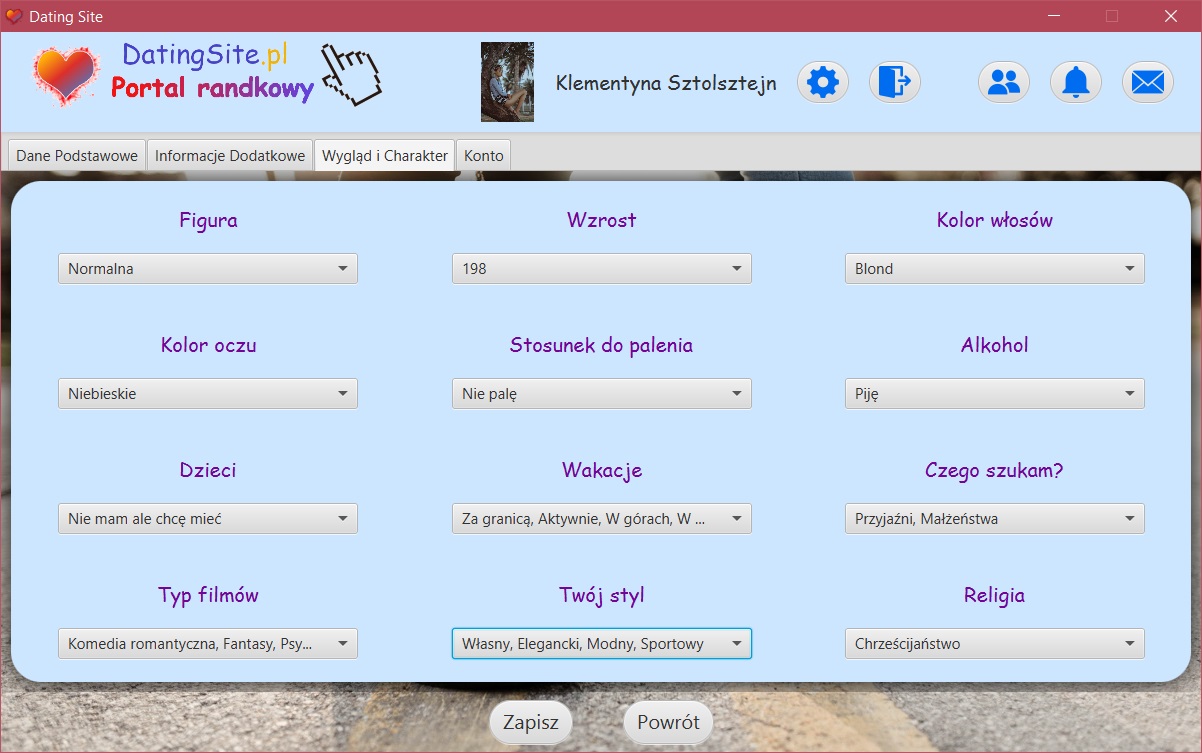 Dating Site
DatingSite.pl
Portal randkowy
Klementyna Sztolsztejn
Dane Podstawowe
Informacje Dodatkowe
Wygląd i Charakter
Konto
Figura
Wzrost
Kolor włosów
Normalna
198
Blond
Kolor oczu
Stosunek do palenia
Alkohol
Niebieskie
Nie palę
Piję
Dzieci
Wakacje
Czego szukam?
Nie mam ale chcę mieć
Za granicą, Aktywnie, W górach, W ...
Przyjaźni, Małżeństwa
Typ filmów
Twój styl
Religia
Komedia romantyczna, Fantasy, Psy...
Własny, Elegancki, Modny, Sportowy
Chrześcijaństwo
Zapisz
Powrót